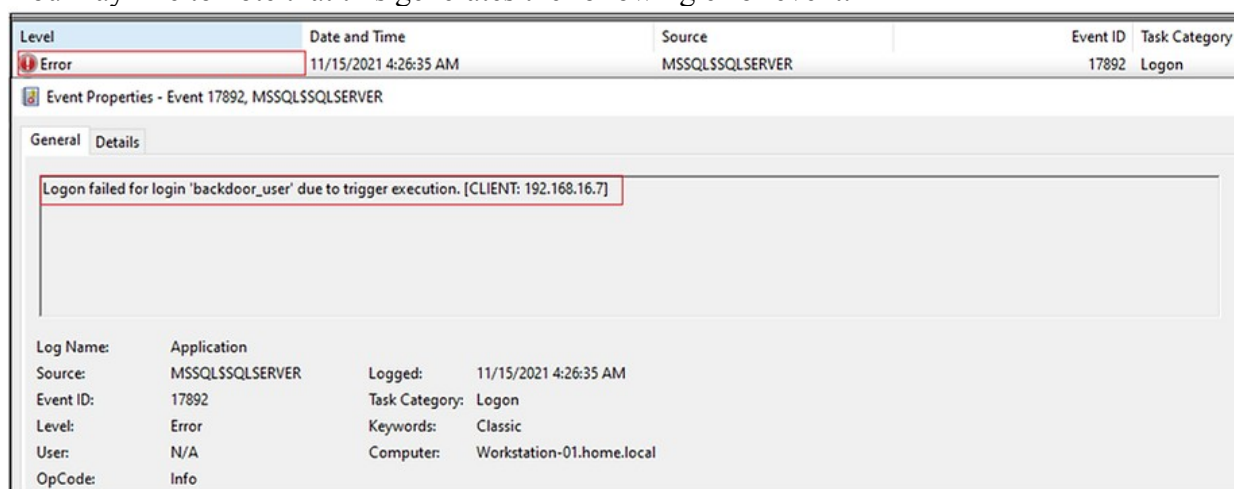 You may like to note that this generates the following error event:
Level Date and Time Source Event ID Task Category
Error 11/15/2021 4:26:35 AM MSSQL$SQLSERVER 17892 Logon
Event Properties - Event 17892, MSSQL$SQLSERVER
General Details
Logon failed for login 'backdoor_user' due to trigger execution. [CLIENT: 192.168.16.7]
Log Name: Application
Source: MSSQL$SQLSERVER Logged: 11/15/2021 4:26:35 AM
Event ID: 17892 Task Category: Logon
Level: Error Keywords: Classic
User: N/A Computer: Workstation-01.home.local
OpCode: Info